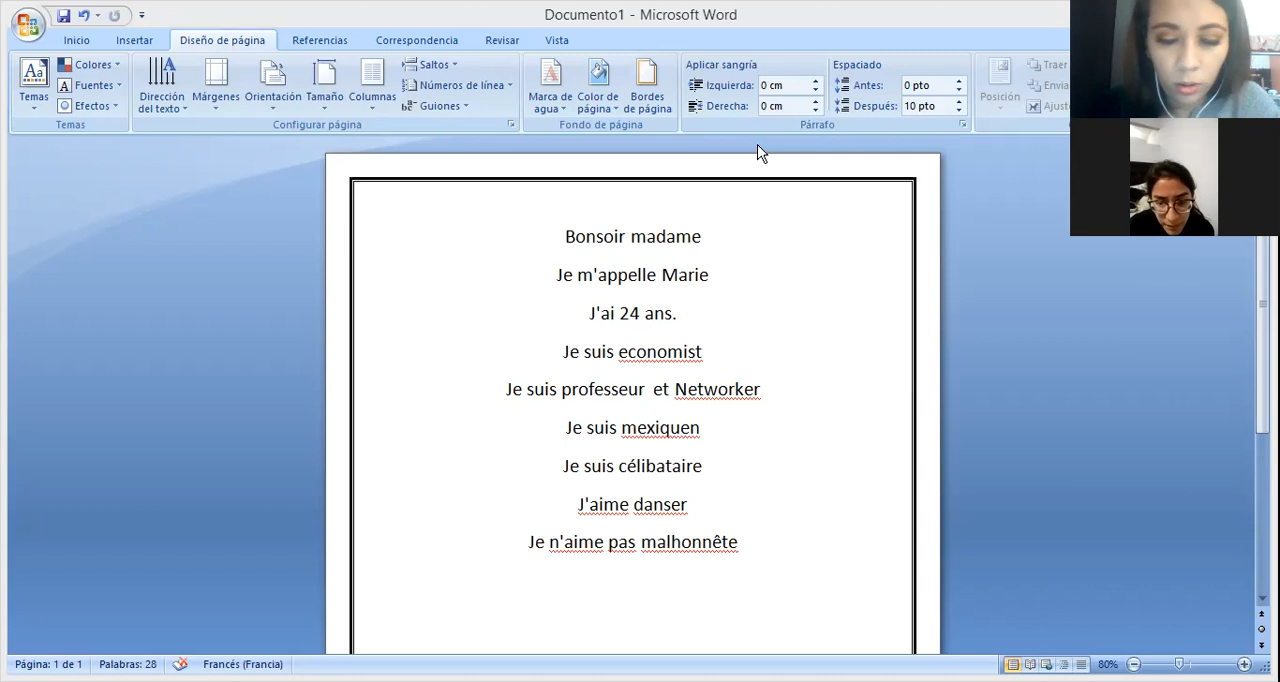 Documento1 - Microsoft Word
Inicio Insertar Diseño de página Referencias Correspondencia Revisar Vista
Colores Saltos Aplicar sangría Espaciado Traer
Fuentes Números de línea Izquierda: 0 cm Antes: 0 pto
Temas Dirección del texto Márgenes Orientación Tamaño Columnas Marca de agua Color de página Bordes de página Posición
Efectos Guiones Derecha: 0 cm Después: 10 pto
Temas Configurar página Fondo de página Párrafo
Bonsoir madame
Je m'appelle Marie
J'ai 24 ans.
Je suis economist
Je suis professeur et Networker
Je suis mexiquen
Je suis célibataire
J'aime danser
Je n'aime pas malhonnête
Página: 1 de 1 Palabras: 28 Francés (Francia) 80%